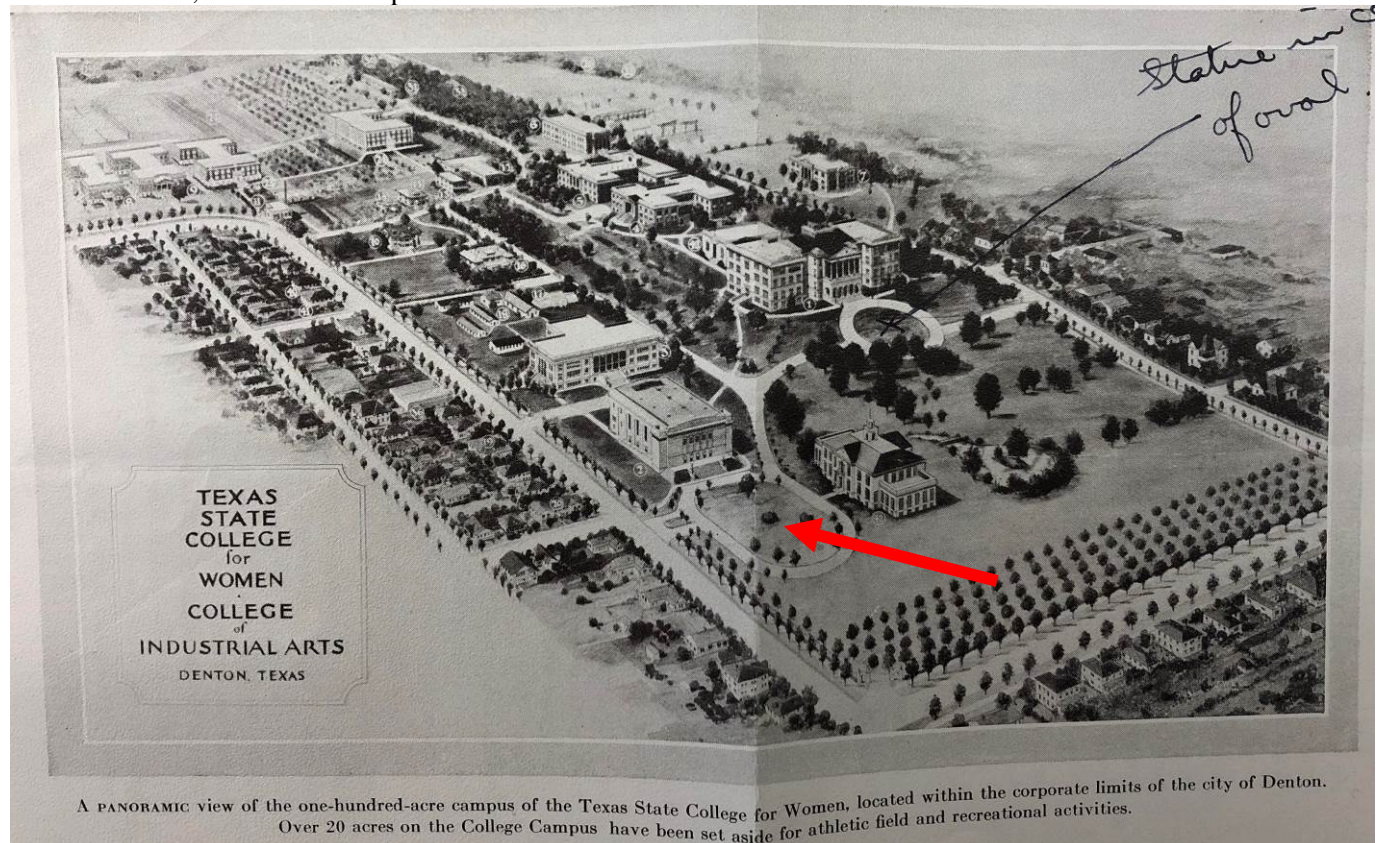 Statue in
of oval.
TEXAS
STATE
COLLEGE
for
WOMEN
COLLEGE
of
INDUSTRIAL ARTS
DENTON, TEXAS
A PANORAMIC view of the one-hundred-acre campus of the Texas State College for Women, located within the corporate limits of the city of Denton.
Over 20 acres on the College Campus have been set aside for athletic field and recreational activities.